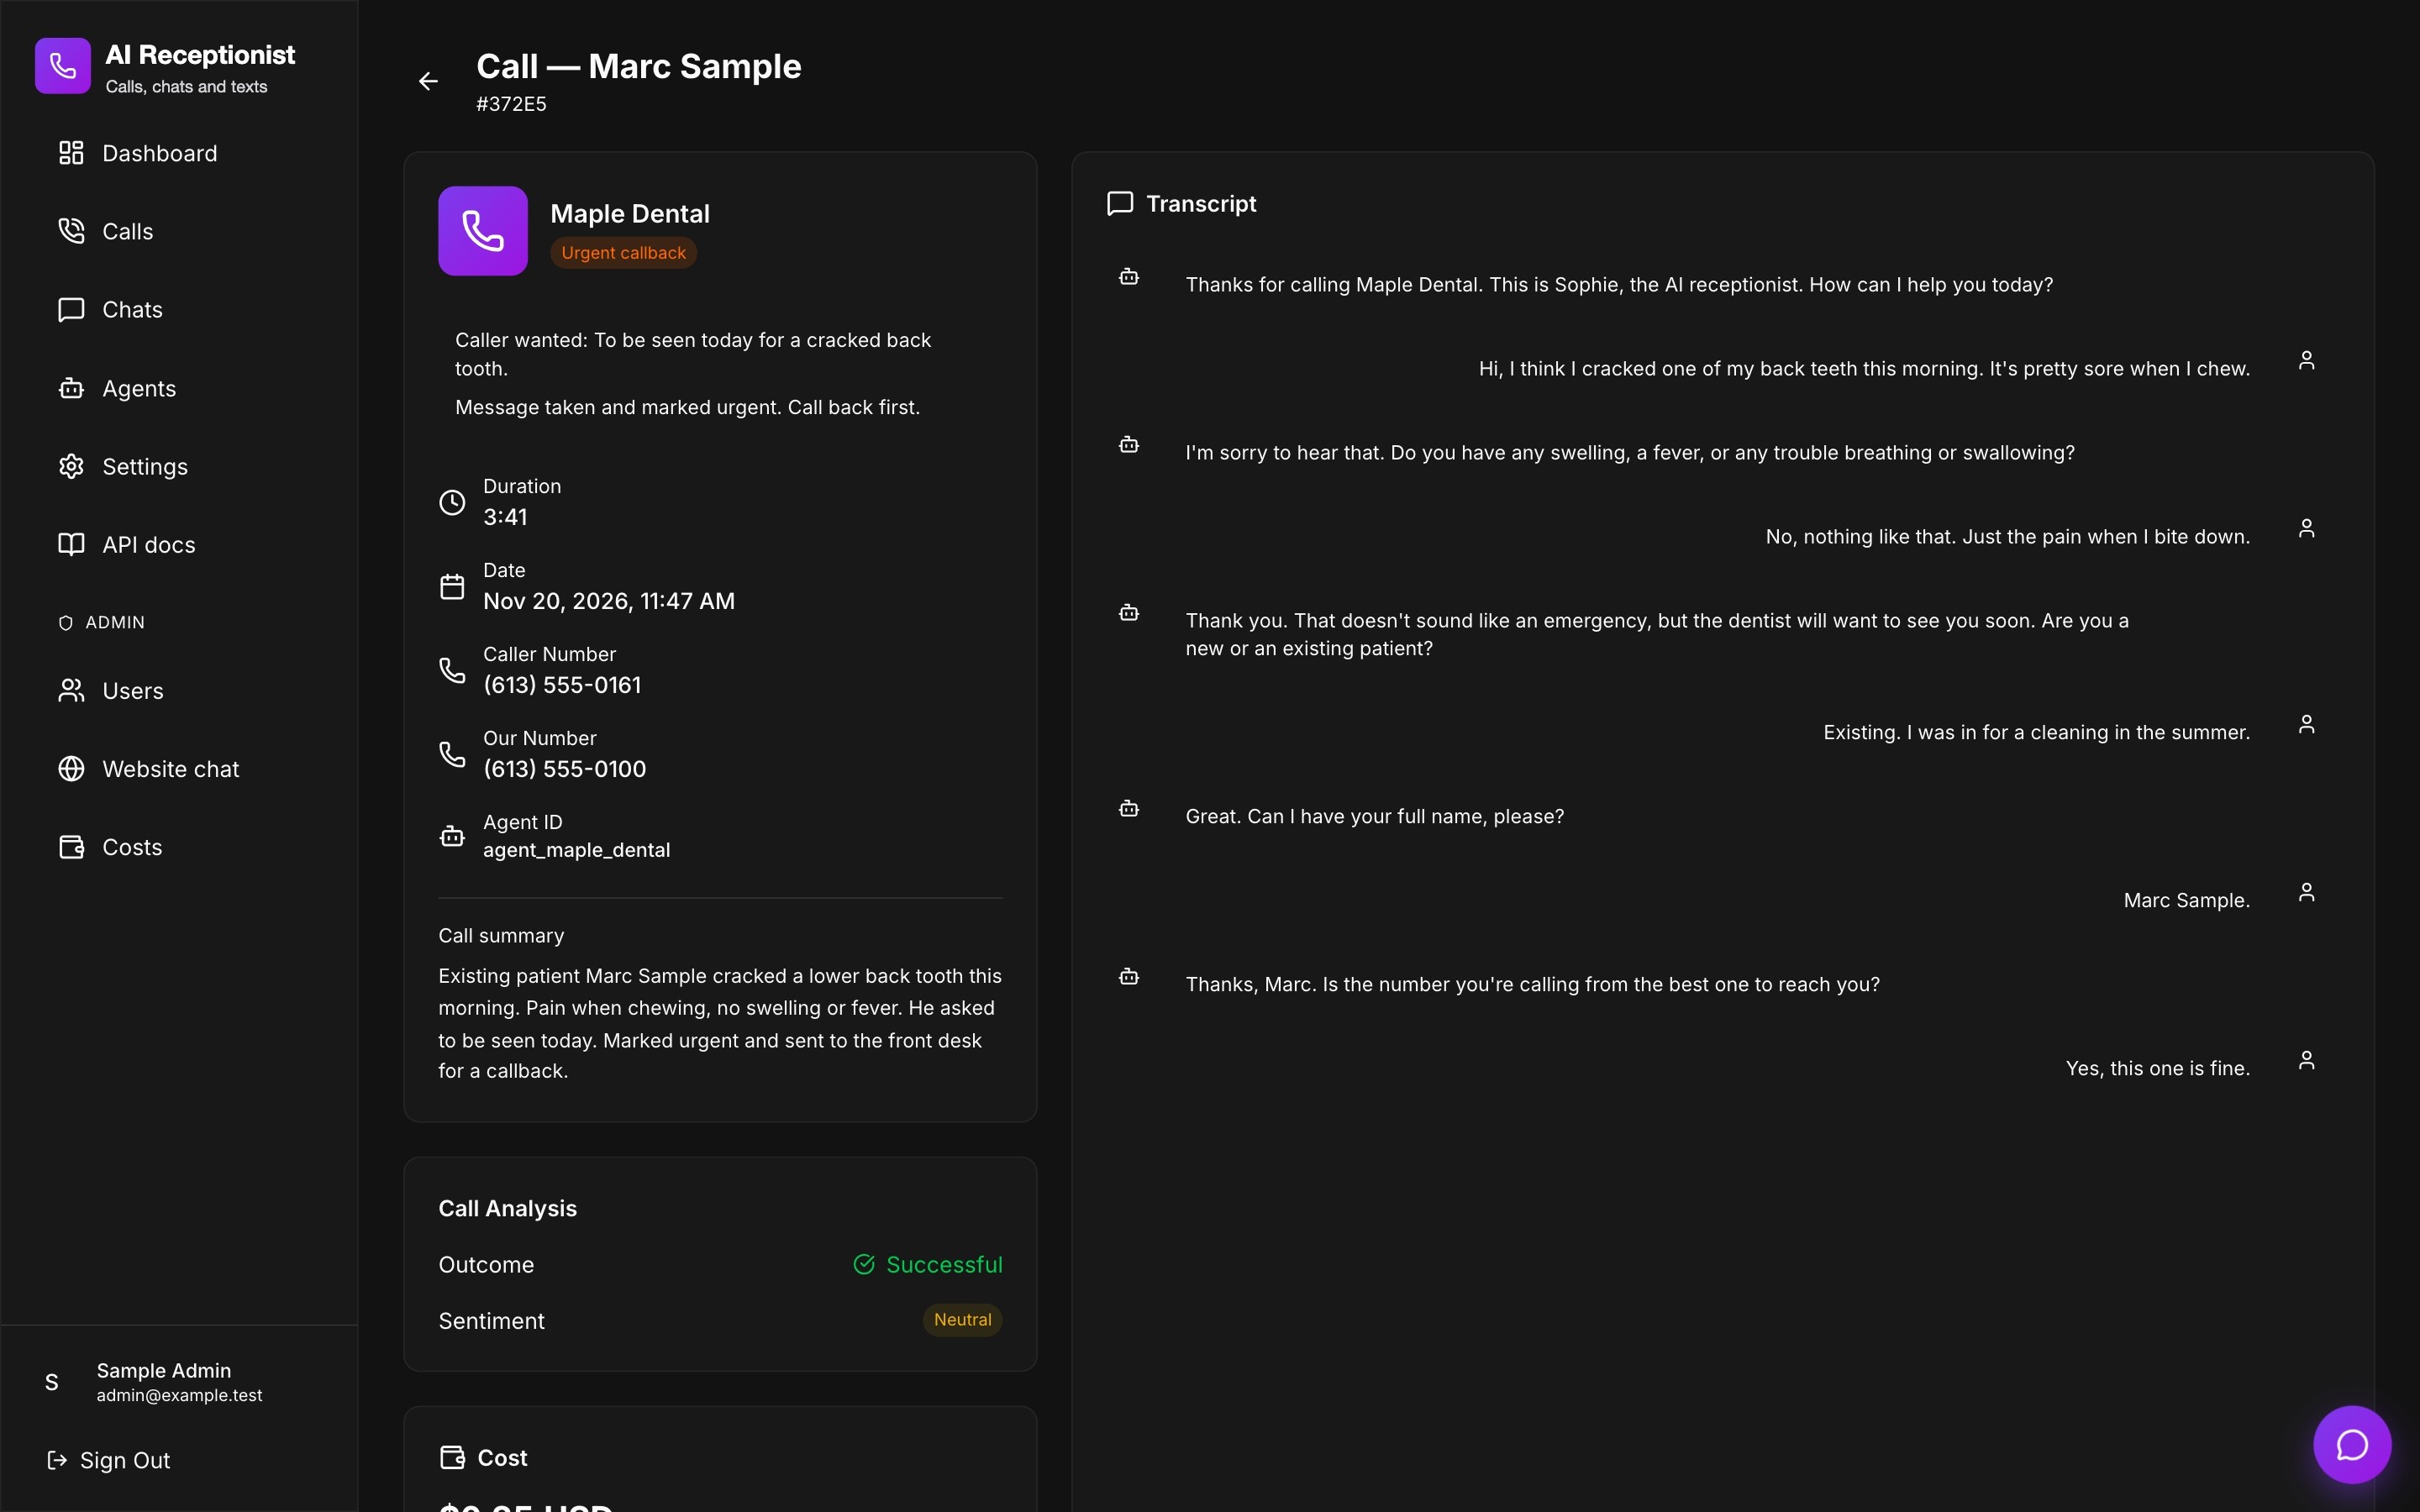 AI Receptionist
Calls, chats and texts
Dashboard
Calls
Chats
Agents
Settings
API docs
ADMIN
Users
Website chat
Costs
S
Sample Admin
admin@example.test
Sign Out
Call — Marc Sample
#372E5
Maple Dental
Urgent callback
Caller wanted: To be seen today for a cracked back
tooth.
Message taken and marked urgent. Call back first.
Duration
3:41
Date
Nov 20, 2026, 11:47 AM
Caller Number
(613) 555-0161
Our Number
(613) 555-0100
Agent ID
agent_maple_dental
Call summary
Existing patient Marc Sample cracked a lower back tooth this
morning. Pain when chewing, no swelling or fever. He asked
to be seen today. Marked urgent and sent to the front desk
for a callback.
Call Analysis
Outcome
Successful
Sentiment
Neutral
Cost
Transcript
Thanks for calling Maple Dental. This is Sophie, the AI receptionist. How can I help you today?
Hi, I think I cracked one of my back teeth this morning. It's pretty sore when I chew.
I'm sorry to hear that. Do you have any swelling, a fever, or any trouble breathing or swallowing?
No, nothing like that. Just the pain when I bite down.
Thank you. That doesn't sound like an emergency, but the dentist will want to see you soon. Are you a
new or an existing patient?
Existing. I was in for a cleaning in the summer.
Great. Can I have your full name, please?
Marc Sample.
Thanks, Marc. Is the number you're calling from the best one to reach you?
Yes, this one is fine.